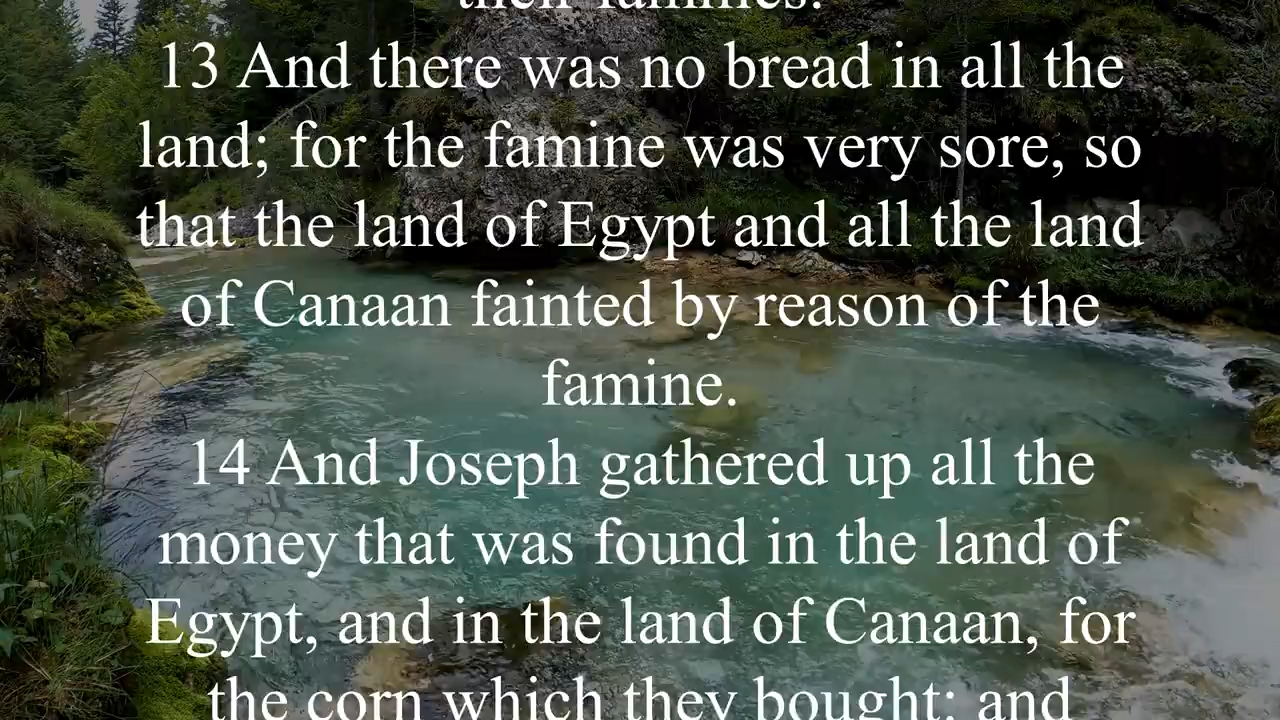 their families.
13 And there was no bread in all the
land; for the famine was very sore, so
that the land of Egypt and all the land
of Canaan fainted by reason of the
famine.
14 And Joseph gathered up all the
money that was found in the land of
Egypt, and in the land of Canaan, for
the corn which they bought: and